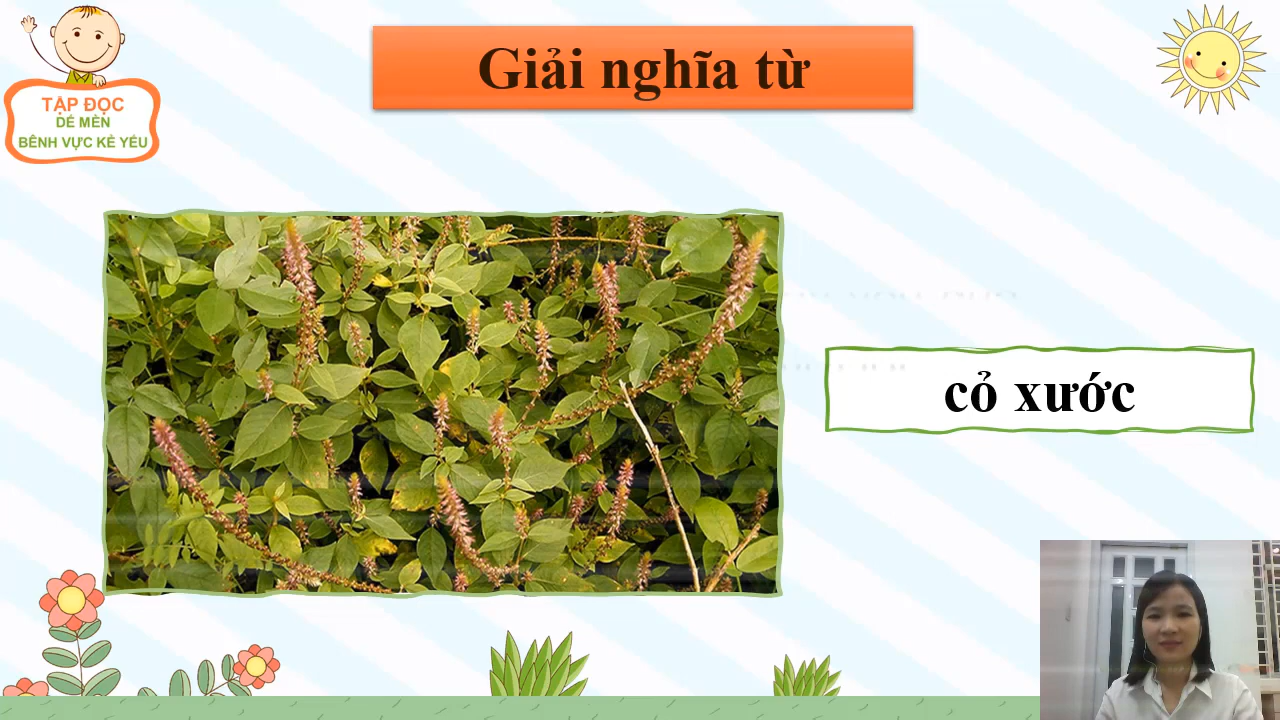 Giải nghĩa từ
TẬP ĐỌC
DẾ MÈN
BÊNH VỰC KẺ YẾU
cỏ xước